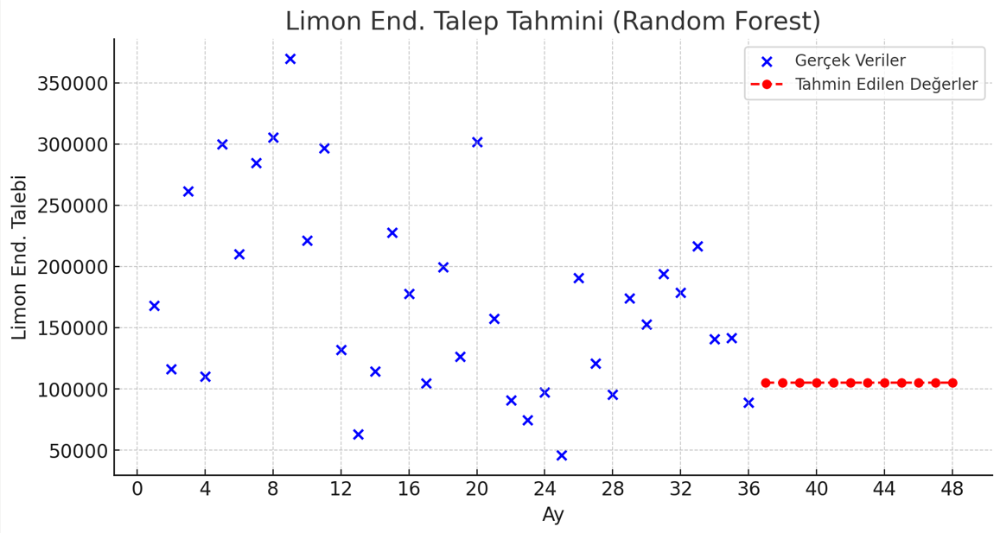 Limon End. Talep Tahmini (Random Forest)
Gerçek Veriler
Tahmin Edilen Değerler
Limon End. Talebi
350000
300000
250000
200000
150000
100000
50000
0 4 8 12 16 20 24 28 32 36 40 44 48
Ay